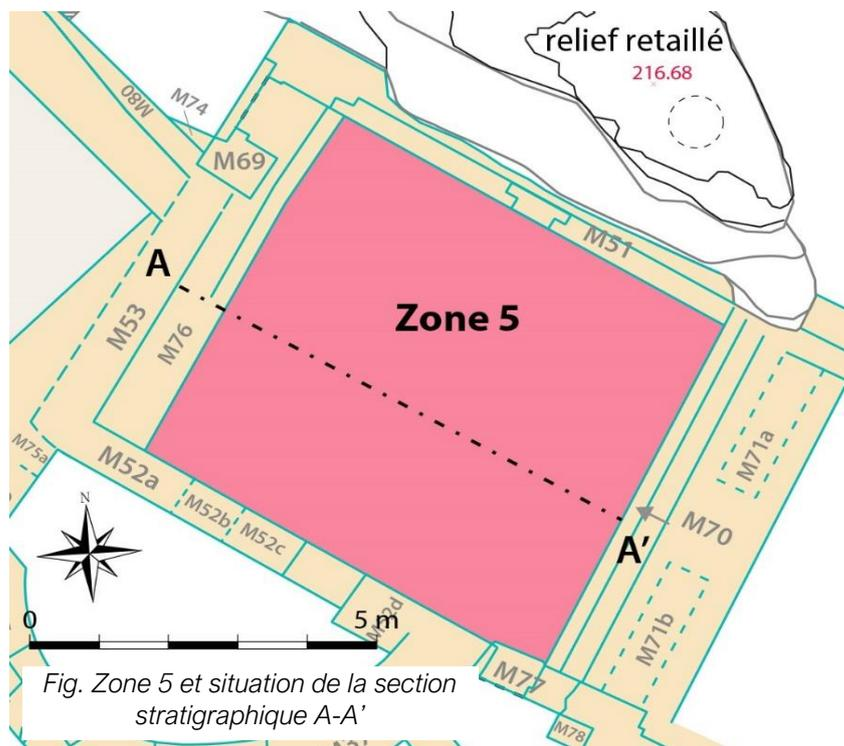 relief retaillé
216.68
M80
M74
M69
M51
A
Zone 5
M53
M76
M71a
M75a
M52a
M52b
M52c
M70
A'
N
M71b
0
5 m
M77
M78
Fig. Zone 5 et situation de la section
stratigraphique A-A'